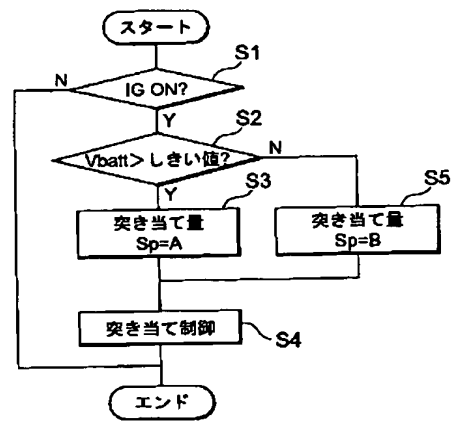 スタート
S1
N
IG ON?
Y
S2
N
Vbatt>しきい値?
Y
S3
S5
突き当て量
Sp=A
突き当て量
Sp=B
突き当て制御
S4
エンド